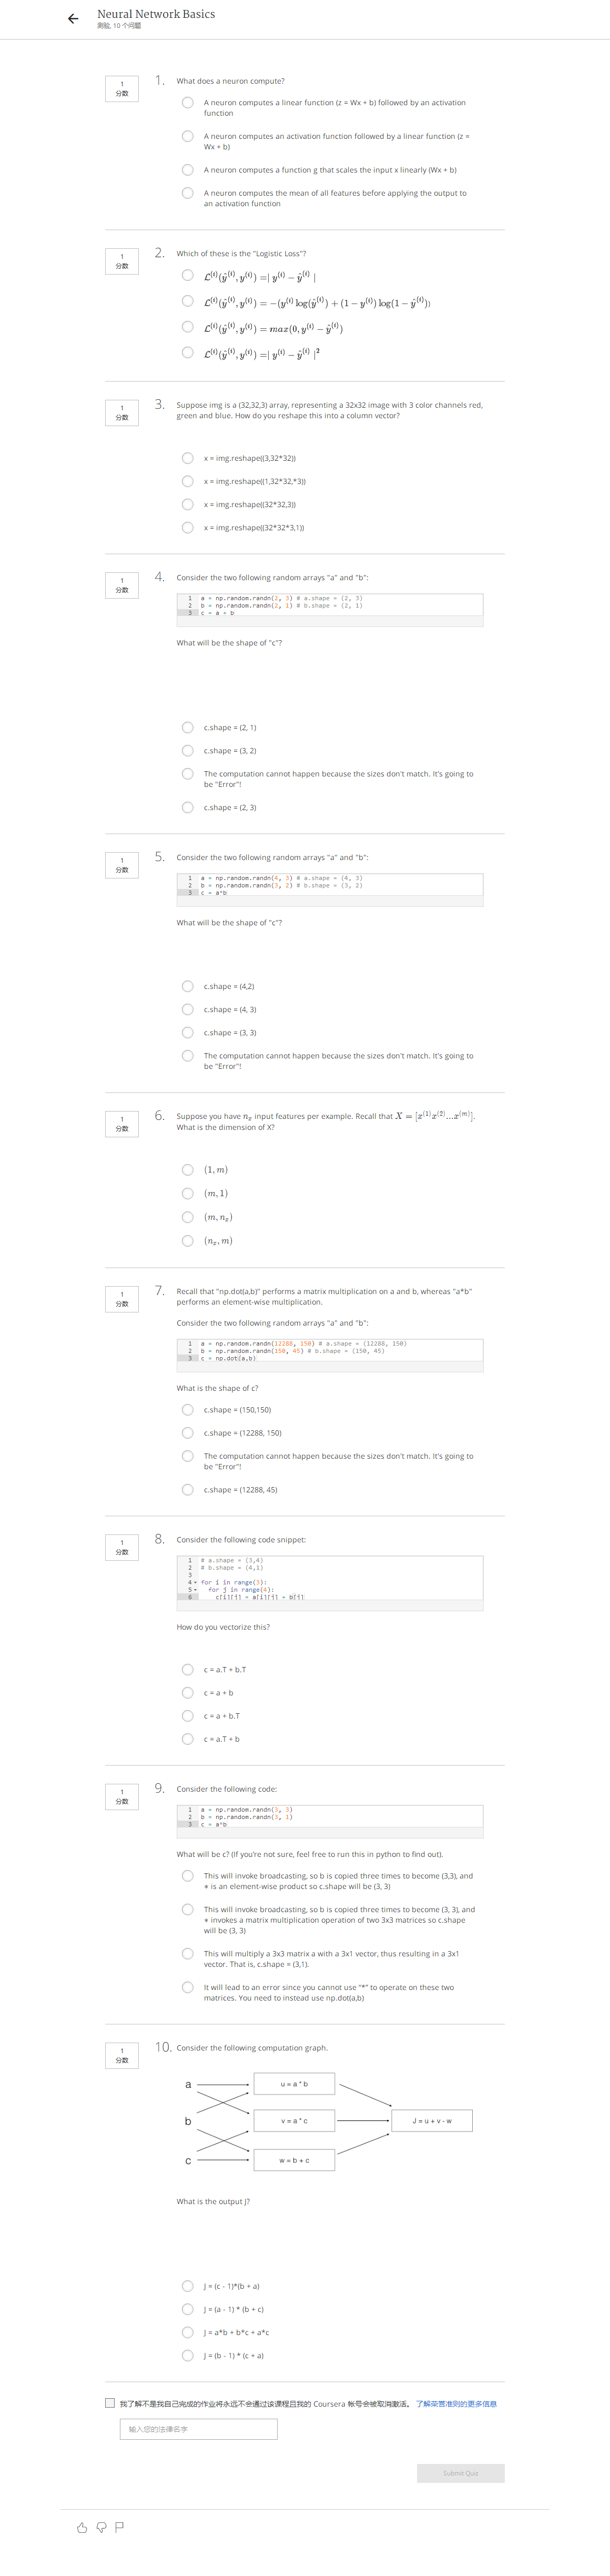 Neural Network Basics
测验, 10 个问题
1
分数
1.
What does a neuron compute?
A neuron computes a linear function (z = Wx + b) followed by an activation
function
A neuron computes an activation function followed by a linear function (z =
Wx + b)
A neuron computes a function g that scales the input x linearly (Wx + b)
A neuron computes the mean of all features before applying the output to
an activation function
1
分数
2.
Which of these is the "Logistic Loss"?
ℒ⁽ⁱ⁾(ŷ⁽ⁱ⁾, y⁽ⁱ⁾) =| y⁽ⁱ⁾ − ŷ⁽ⁱ⁾ |
ℒ⁽ⁱ⁾(ŷ⁽ⁱ⁾, y⁽ⁱ⁾) = −(y⁽ⁱ⁾ log(ŷ⁽ⁱ⁾) + (1 − y⁽ⁱ⁾) log(1 − ŷ⁽ⁱ⁾))
ℒ⁽ⁱ⁾(ŷ⁽ⁱ⁾, y⁽ⁱ⁾) = max(0, y⁽ⁱ⁾ − ŷ⁽ⁱ⁾)
ℒ⁽ⁱ⁾(ŷ⁽ⁱ⁾, y⁽ⁱ⁾) =| y⁽ⁱ⁾ − ŷ⁽ⁱ⁾ |²
1
分数
3.
Suppose img is a (32,32,3) array, representing a 32x32 image with 3 color channels red,
green and blue. How do you reshape this into a column vector?
x = img.reshape((3,32*32))
x = img.reshape((1,32*32,*3))
x = img.reshape((32*32,3))
x = img.reshape((32*32*3,1))
1
分数
4.
Consider the two following random arrays "a" and "b":
1 a = np.random.randn(2, 3) # a.shape = (2, 3)
2 b = np.random.randn(2, 1) # b.shape = (2, 1)
3 c = a + b
What will be the shape of "c"?
c.shape = (2, 1)
c.shape = (3, 2)
The computation cannot happen because the sizes don't match. It's going to
be "Error"!
c.shape = (2, 3)
1
分数
5.
Consider the two following random arrays "a" and "b":
1 a = np.random.randn(4, 3) # a.shape = (4, 3)
2 b = np.random.randn(3, 2) # b.shape = (3, 2)
3 c = a*b
What will be the shape of "c"?
c.shape = (4,2)
c.shape = (4, 3)
c.shape = (3, 3)
The computation cannot happen because the sizes don't match. It's going to
be "Error"!
1
分数
6.
Suppose you have nₓ input features per example. Recall that X = [x⁽¹⁾x⁽²⁾...x⁽ᵐ⁾].
What is the dimension of X?
(1, m)
(m, 1)
(m, nₓ)
(nₓ, m)
1
分数
7.
Recall that "np.dot(a,b)" performs a matrix multiplication on a and b, whereas "a*b"
performs an element-wise multiplication.
Consider the two following random arrays "a" and "b":
1 a = np.random.randn(12288, 150) # a.shape = (12288, 150)
2 b = np.random.randn(150, 45) # b.shape = (150, 45)
3 c = np.dot(a,b)
What is the shape of c?
c.shape = (150,150)
c.shape = (12288, 150)
The computation cannot happen because the sizes don't match. It's going to
be "Error"!
c.shape = (12288, 45)
1
分数
8.
Consider the following code snippet:
1 # a.shape = (3,4)
2 # b.shape = (4,1)
3
4 for i in range(3):
5 for j in range(4):
6 c[i][j] = a[i][j] + b[j]
How do you vectorize this?
c = a.T + b.T
c = a + b
c = a + b.T
c = a.T + b
1
分数
9.
Consider the following code:
1 a = np.random.randn(3, 3)
2 b = np.random.randn(3, 1)
3 c = a*b
What will be c? (If you're not sure, feel free to run this in python to find out).
This will invoke broadcasting, so b is copied three times to become (3,3), and
∗ is an element-wise product so c.shape will be (3, 3)
This will invoke broadcasting, so b is copied three times to become (3, 3), and
∗ invokes a matrix multiplication operation of two 3x3 matrices so c.shape
will be (3, 3)
This will multiply a 3x3 matrix a with a 3x1 vector, thus resulting in a 3x1
vector. That is, c.shape = (3,1).
It will lead to an error since you cannot use "*" to operate on these two
matrices. You need to instead use np.dot(a,b)
1
分数
10.
Consider the following computation graph.
a
u = a * b
b
v = a * c
J = u + v - w
c
w = b + c
What is the output J?
J = (c - 1)*(b + a)
J = (a - 1) * (b + c)
J = a*b + b*c + a*c
J = (b - 1) * (c + a)
我了解不是我自己完成的作业将永远不会通过该课程且我的 Coursera 帐号会被取消激活。 了解荣誉准则的更多信息
输入您的法律名字
Submit Quiz